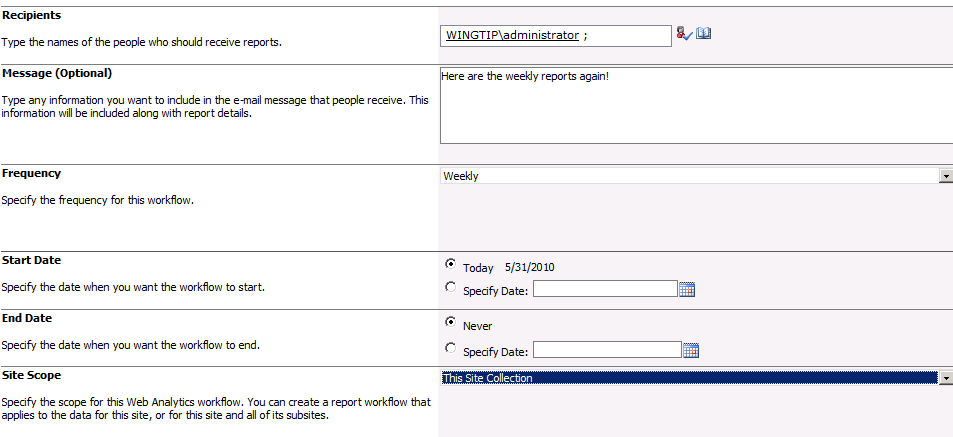 Recipients
Type the names of the people who should receive reports.
WINGTIP\administrator ;
Message (Optional)
Type any information you want to include in the e-mail message that people receive. This
information will be included along with report details.
Here are the weekly reports again!
Frequency
Specify the frequency for this workflow.
Weekly
Start Date
Specify the date when you want the workflow to start.
Today 5/31/2010
Specify Date:
End Date
Specify the date when you want the workflow to end.
Never
Specify Date:
Site Scope
Specify the scope for this Web Analytics workflow. You can create a report workflow that
applies to the data for this site, or for this site and all of its subsites.
This Site Collection